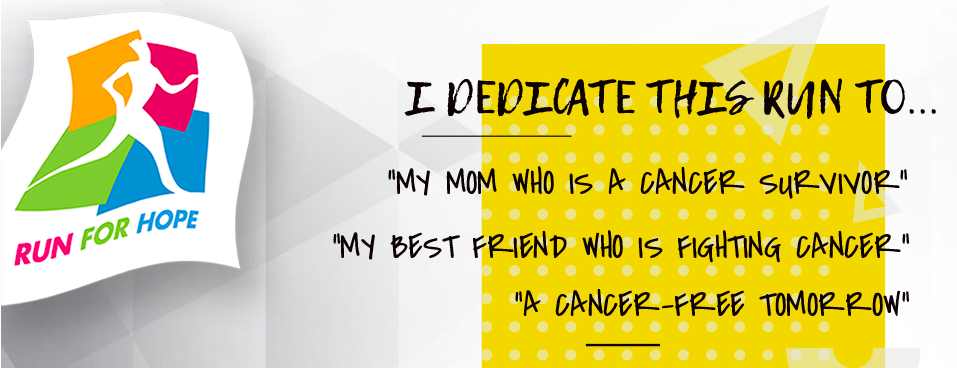 RUN FOR HOPE
I DEDICATE THIS RUN TO...
"MY MOM WHO IS A CANCER SURVIVOR"
"MY BEST FRIEND WHO IS FIGHTING CANCER"
"A CANCER-FREE TOMORROW"